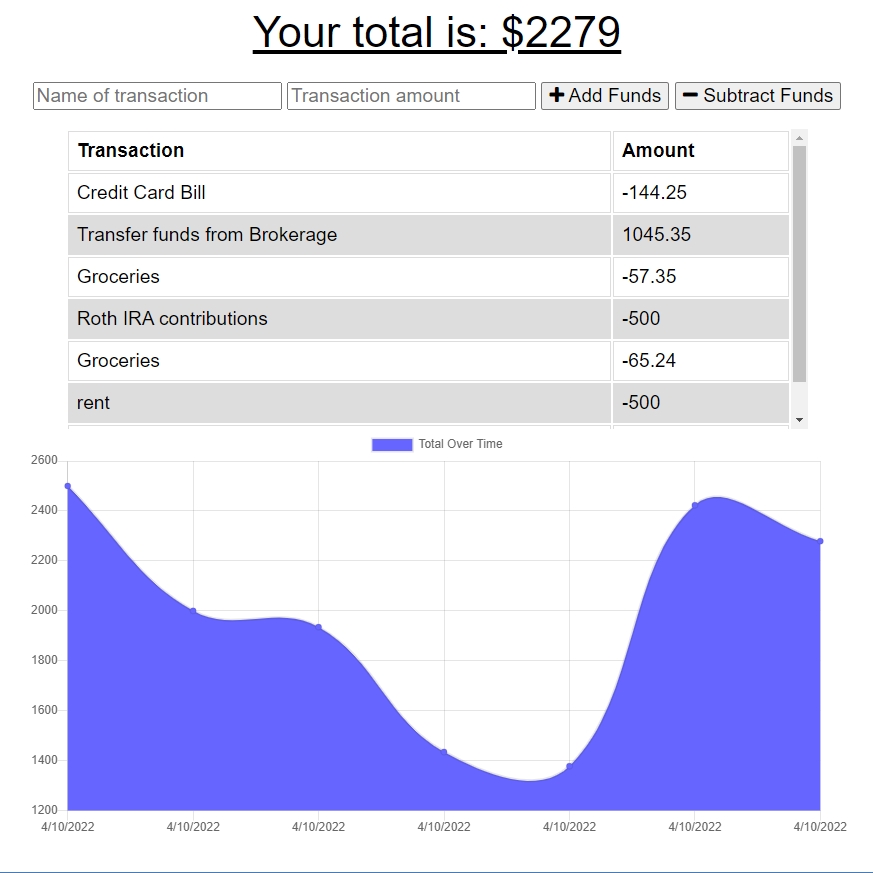 Your total is: $2279
Name of transaction Transaction amount + Add Funds − Subtract Funds
Transaction Amount
Credit Card Bill -144.25
Transfer funds from Brokerage 1045.35
Groceries -57.35
Roth IRA contributions -500
Groceries -65.24
rent -500
Total Over Time
2600
2400
2200
2000
1800
1600
1400
1200
4/10/2022 4/10/2022 4/10/2022 4/10/2022 4/10/2022 4/10/2022 4/10/2022